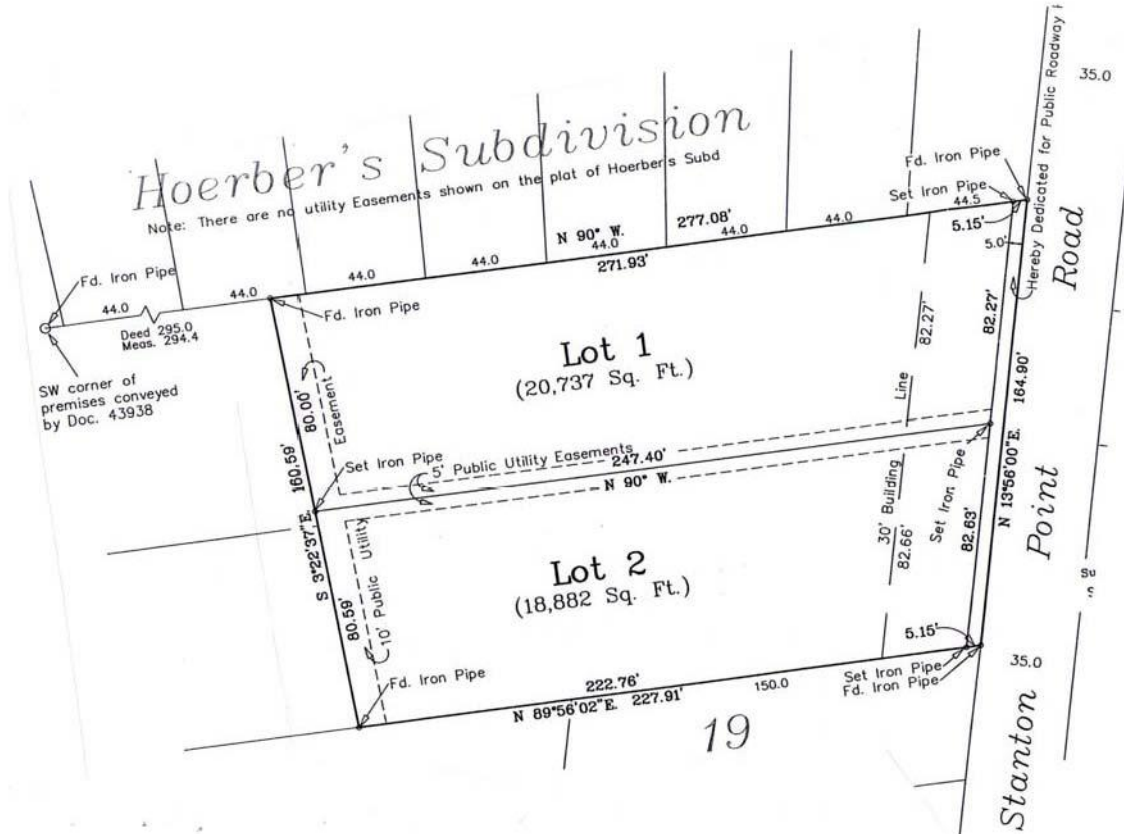 Hoerber's Subdivision
Note: There are no utility Easements shown on the plat of Hoerber's Subd
35.0
Hereby Dedicated for Public Roadway
Fd. Iron Pipe
Set Iron Pipe
44.5
5.15'
5.0'
44.0
44.0
277.08'
N 90° W.
44.0
44.0
271.93'
44.0
44.0
44.0
44.0
Fd. Iron Pipe
Deed 295.0
Meas. 294.4
Fd. Iron Pipe
SW corner of
premises conveyed
by Doc. 43938
Lot 1
(20,737 Sq. Ft.)
82.27'
82.27'
164.90'
N 13°56'00"E.
80.00'
Easement
160.59'
S 3°22'37"E.
Set Iron Pipe
5' Public Utility Easements
247.40'
N 90° W.
Line
30' Building
82.66'
Set Iron Pipe
82.63'
Lot 2
(18,882 Sq. Ft.)
80.59'
10' Public Utility
Fd. Iron Pipe
222.76'
N 89°56'02"E. 227.91'
150.0
5.15'
Set Iron Pipe
Fd. Iron Pipe
35.0
19
Stanton Point Road